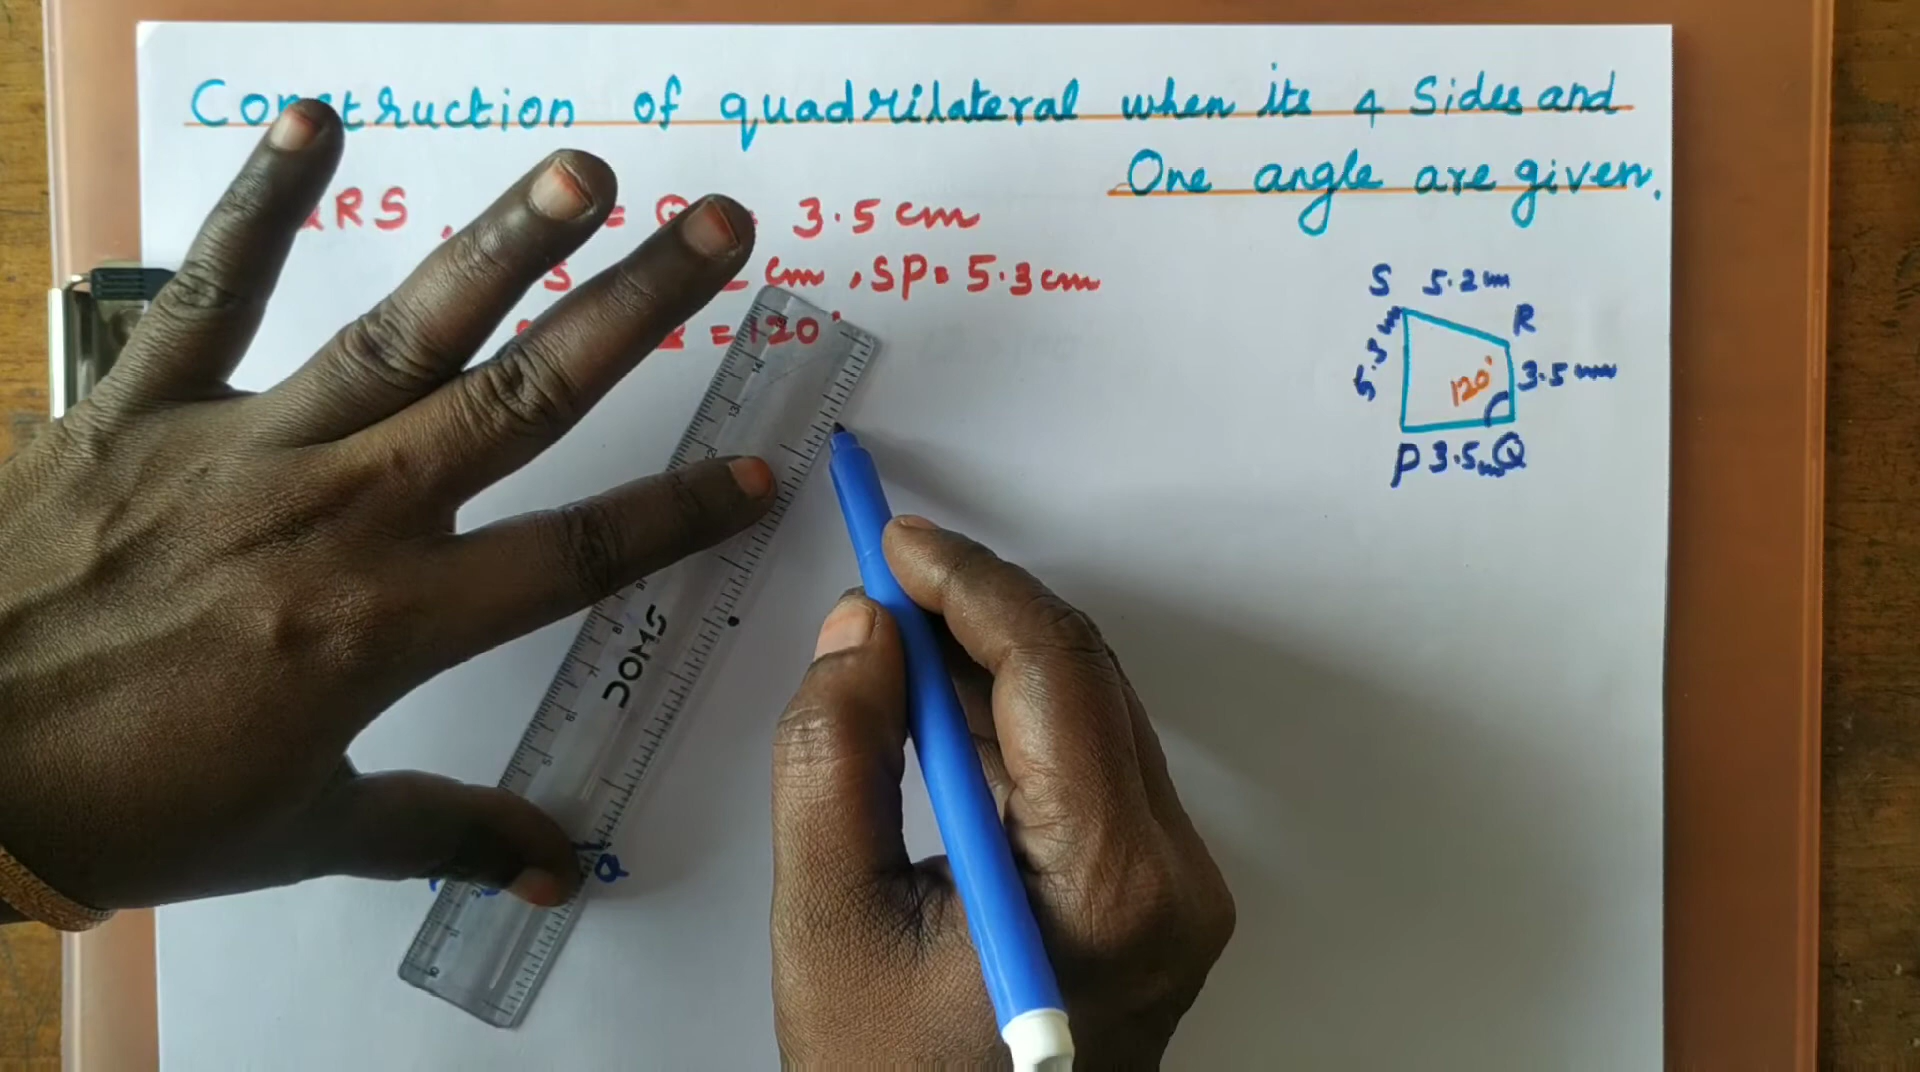 Construction of quadrilateral when its 4 Sides and
One angle are given.
QRS , = Q = 3.5 cm
S cm , SP = 5.3 cm
= 120°
S 5.2 cm
R
5.3 cm
120°
3.5 cm
P 3.5 cm Q
DOMS
Q